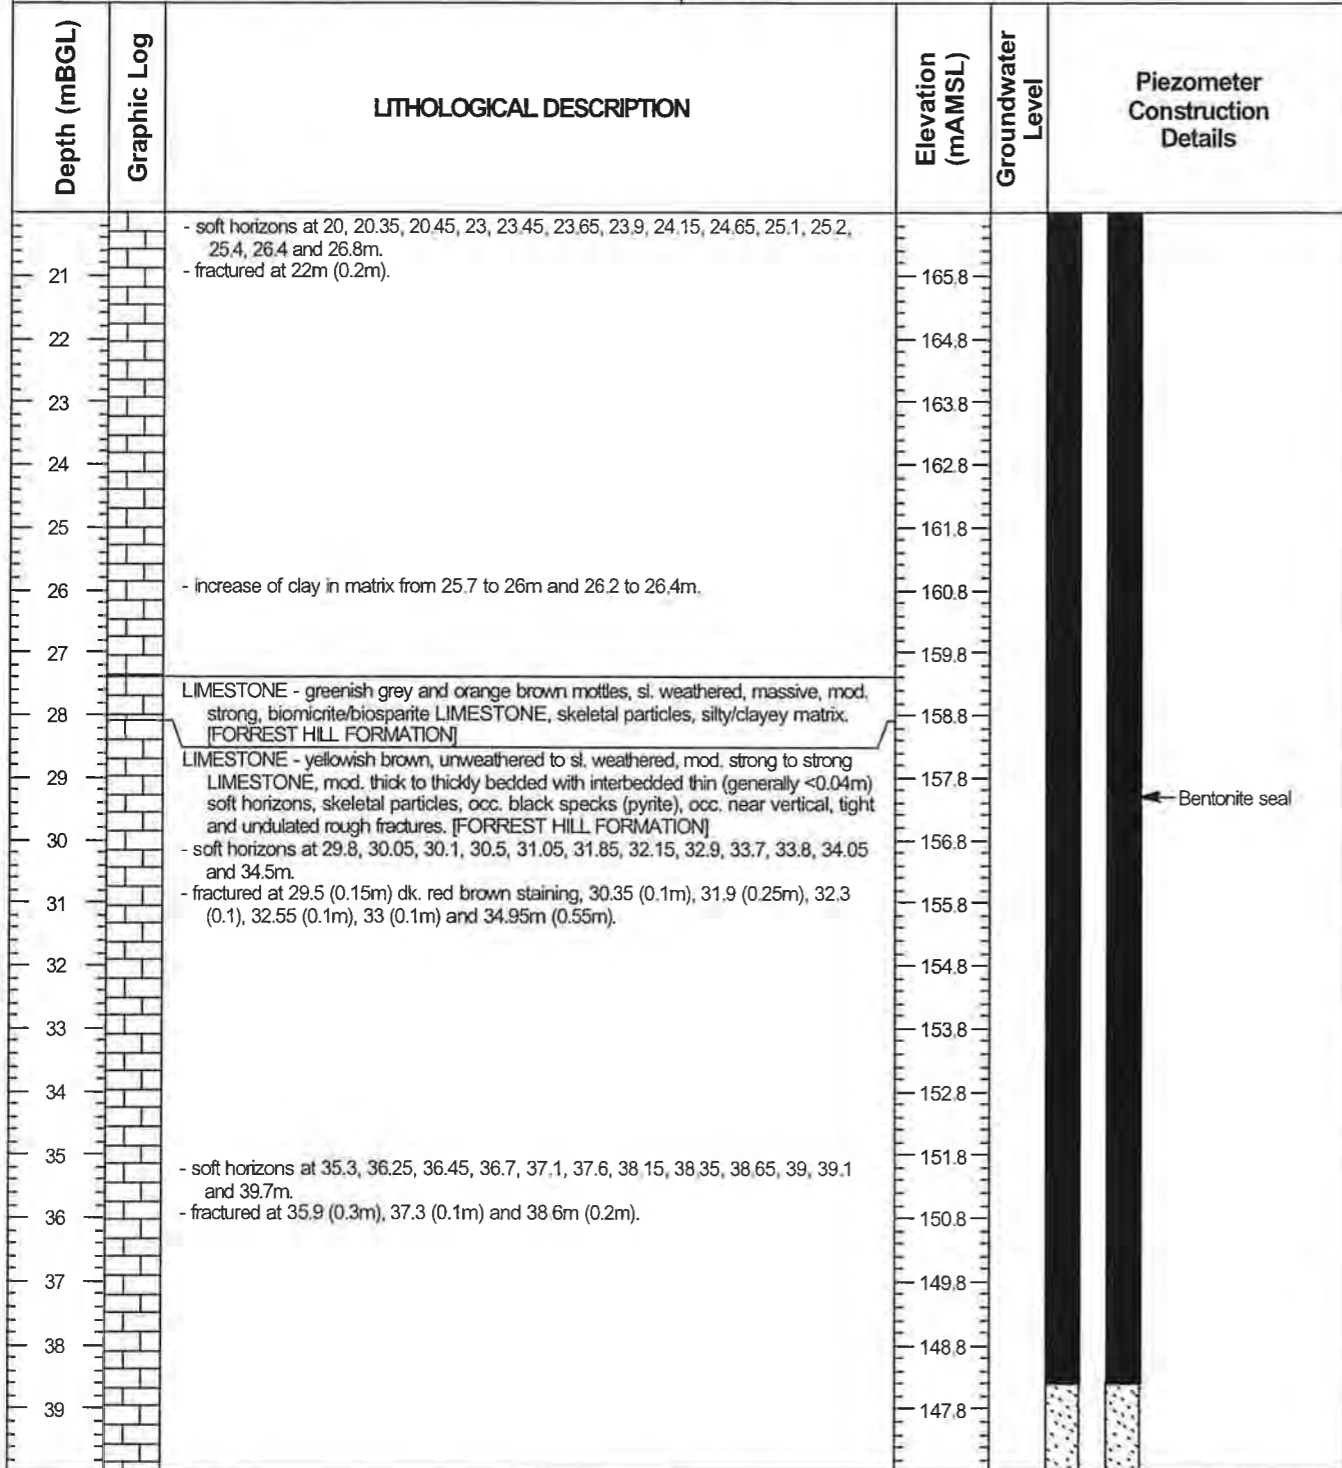 Depth (mBGL)
Graphic Log
LITHOLOGICAL DESCRIPTION
Elevation
(mAMSL)
Groundwater
Level
Piezometer
Construction
Details
- soft horizons at 20, 20.35, 20.45, 23, 23.45, 23.65, 23.9, 24.15, 24.65, 25.1, 25.2,
25.4, 26.4 and 26.8m.
- fractured at 22m (0.2m).
21
165.8
22
164.8
23
163.8
24
162.8
25
161.8
- increase of clay in matrix from 25.7 to 26m and 26.2 to 26.4m.
26
160.8
27
159.8
LIMESTONE - greenish grey and orange brown mottles, sl. weathered, massive, mod.
strong, biomicrite/biosparite LIMESTONE, skeletal particles, silty/clayey matrix.
[FORREST HILL FORMATION]
28
158.8
LIMESTONE - yellowish brown, unweathered to sl. weathered, mod. strong to strong
LIMESTONE, mod. thick to thickly bedded with interbedded thin (generally <0.04m)
soft horizons, skeletal particles, occ. black specks (pyrite), occ. near vertical, tight
and undulated rough fractures. [FORREST HILL FORMATION]
29
157.8
Bentonite seal
30
156.8
- soft horizons at 29.8, 30.05, 30.1, 30.5, 31.05, 31.85, 32.15, 32.9, 33.7, 33.8, 34.05
and 34.5m.
- fractured at 29.5 (0.15m) dk. red brown staining, 30.35 (0.1m), 31.9 (0.25m), 32.3
(0.1), 32.55 (0.1m), 33 (0.1m) and 34.95m (0.55m).
31
155.8
32
154.8
33
153.8
34
152.8
35
151.8
- soft horizons at 35.3, 36.25, 36.45, 36.7, 37.1, 37.6, 38.15, 38.35, 38.65, 39, 39.1
and 39.7m.
- fractured at 35.9 (0.3m), 37.3 (0.1m) and 38.6m (0.2m).
36
150.8
37
149.8
38
148.8
39
147.8